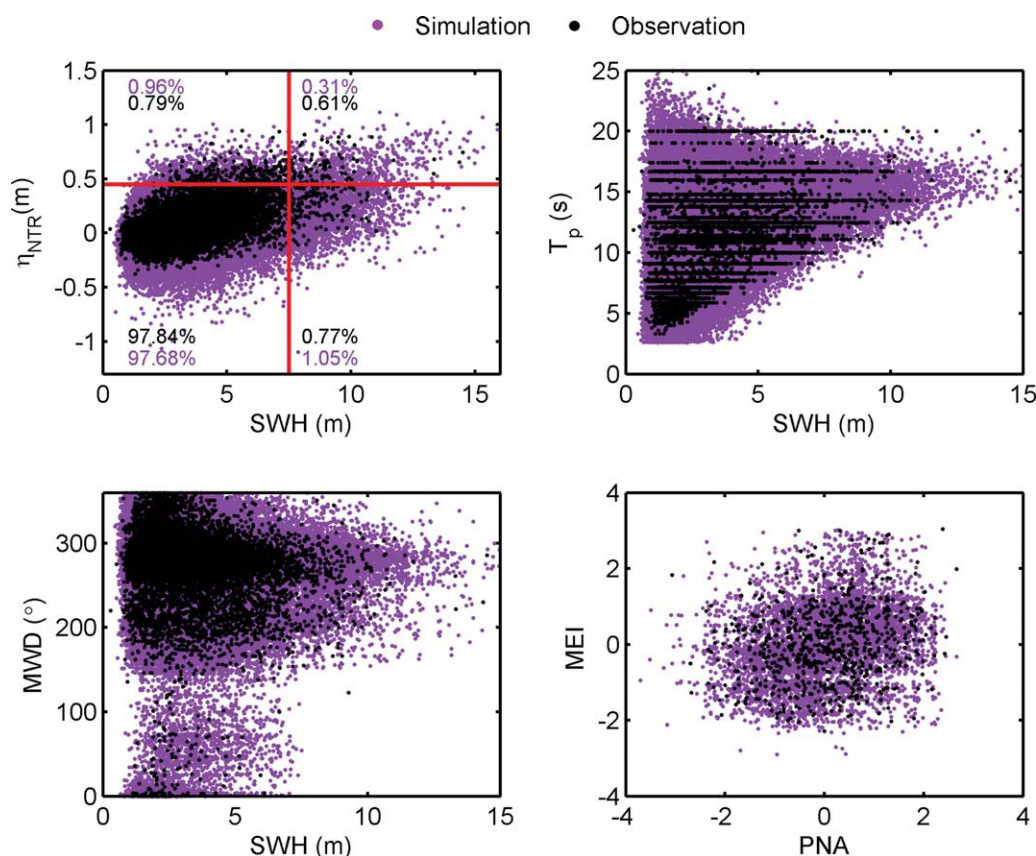 Simulation Observation
1.5
1
0.5
0
-0.5
-1
η_NTR(m)
0.96%
0.79%
0.31%
0.61%
97.84%
97.68%
0.77%
1.05%
0 5 10 15
SWH (m)
25
20
15
10
5
0
T_p (s)
0 5 10 15
SWH (m)
300
200
100
0
MWD (°)
0 5 10 15
SWH (m)
4
2
0
-2
-4
MEI
-4 -2 0 2 4
PNA